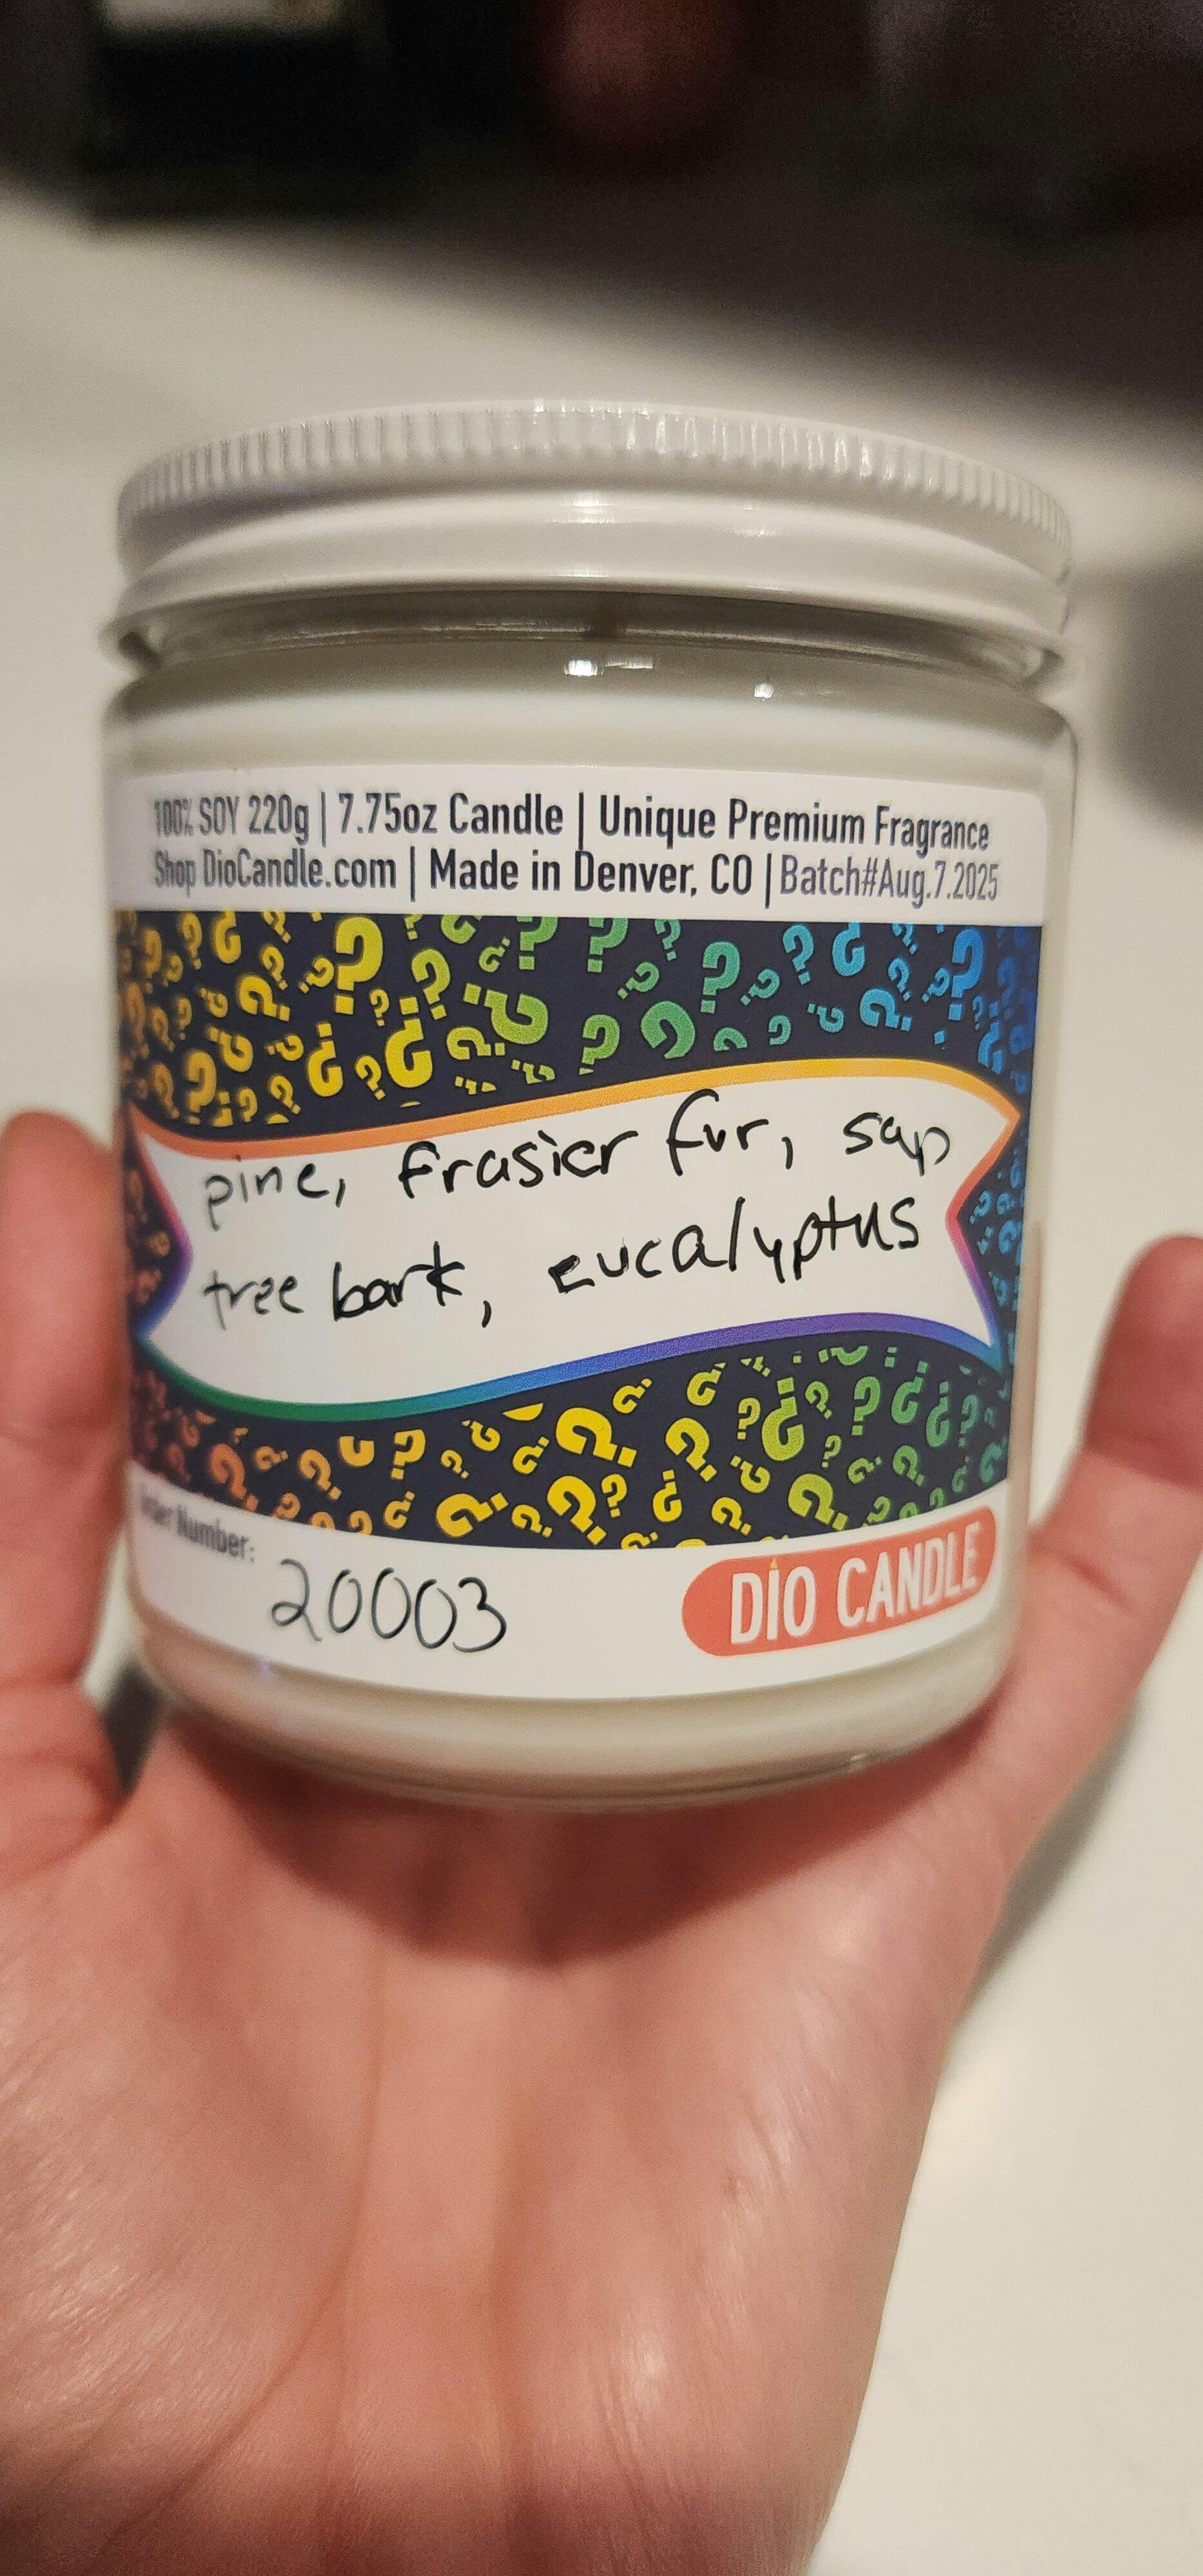 100% SOY 220g | 7.75oz Candle | Unique Premium Fragrance
Shop DioCandle.com | Made in Denver, CO | Batch#Aug.7.2025
pine, frasier fur, sap
tree bark, eucalyptus
Order Number: 20003
DIO CANDLE